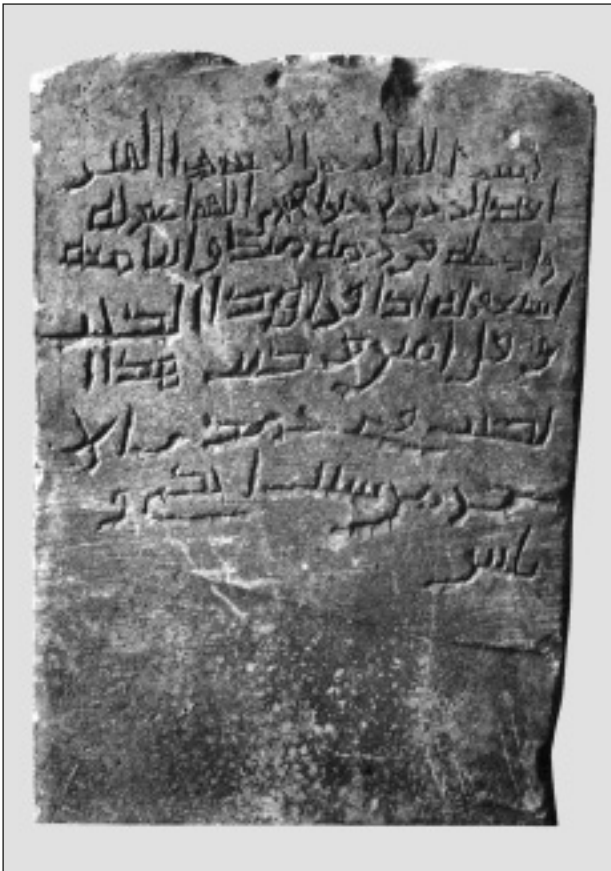 بسم الله الرحمن الرحيم هذا القبر
لعبد الرحمن بن خير الحجري اللهم اغفر له
وادخله في رحمة منك واتنا معه
استغفر له اذا قرا هذا الكتب
وقل امين وكتب هذا ا
لكتب في جمدى الا
خر من سنت احدى و
ثلثين